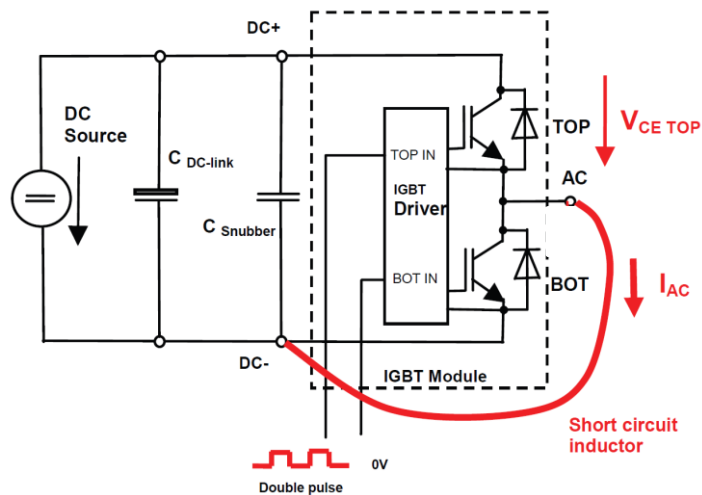 DC+
DC
Source
C DC-link
C Snubber
TOP IN
IGBT
Driver
BOT IN
TOP
V CE TOP
AC
BOT
I AC
DC-
IGBT Module
Short circuit
inductor
0V
Double pulse